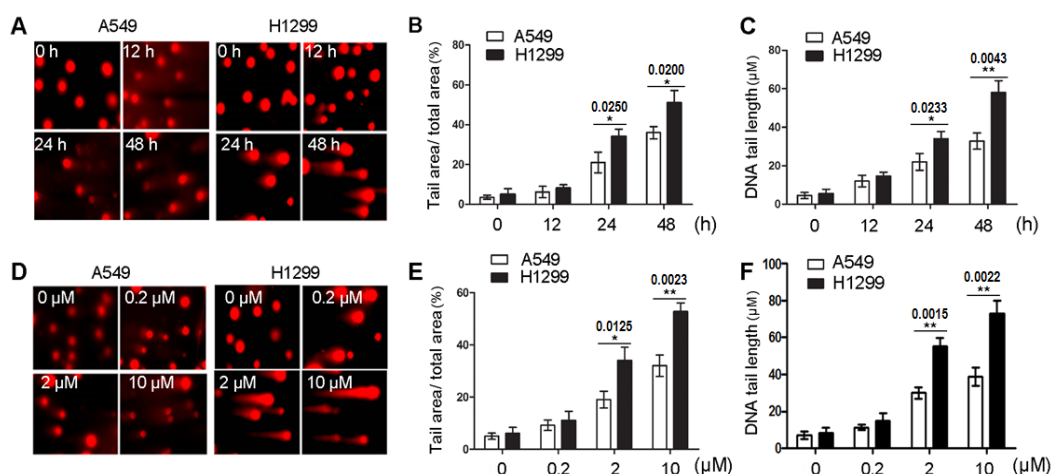 A
A549
H1299
0 h
12 h
0 h
12 h
24 h
48 h
24 h
48 h
B
A549
H1299
Tail area/ total area (%)
80
60
40
20
0
0.0250
*
0.0200
*
0 12 24 48 (h)
C
A549
H1299
DNA tail length (µM)
80
60
40
20
0
0.0233
*
0.0043
**
0 12 24 48 (h)
D
A549
H1299
0 µM
0.2 µM
0 µM
0.2 µM
2 µM
10 µM
2 µM
10 µM
E
A549
H1299
Tail area/ total area (%)
60
40
20
0
0.0125
*
0.0023
**
0 0.2 2 10 (µM)
F
A549
H1299
DNA tail length (µM)
100
80
60
40
20
0
0.0015
**
0.0022
**
0 0.2 2 10 (µM)